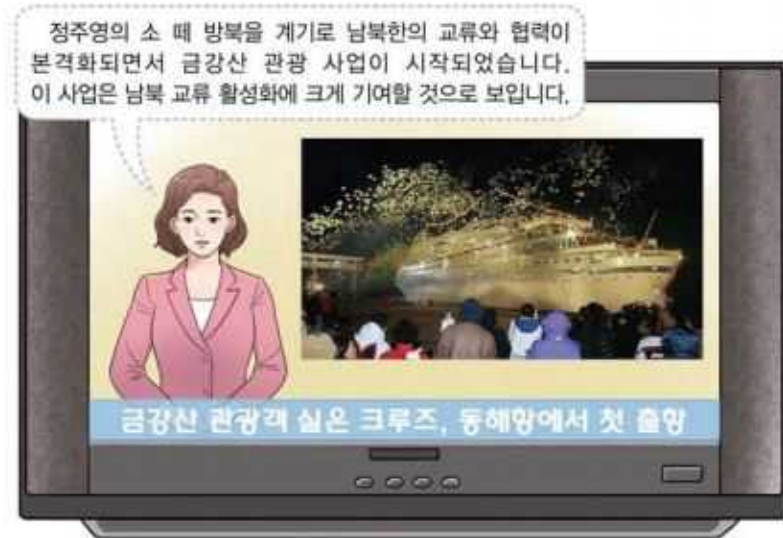 정주영의 소 떼 방북을 계기로 남북한의 교류와 협력이
본격화되면서 금강산 관광 사업이 시작되었습니다.
이 사업은 남북 교류 활성화에 크게 기여할 것으로 보입니다.
금강산 관광객 실은 크루즈, 동해항에서 첫 출항